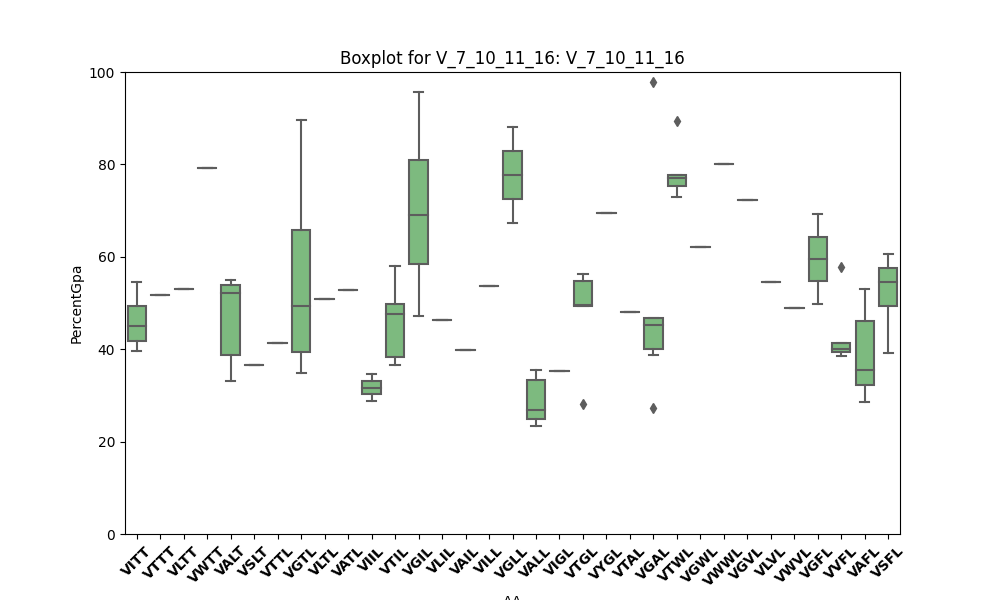 Boxplot for V_7_10_11_16: V_7_10_11_16
100
80
60
40
20
0
PercentGpa
VITT VTTT VLTT VWTT VALT VSLT VTTL VGTL VLTL VATL VIIL VTIL VGIL VLIL VAIL VILL VGLL VALL VIGL VTGL VYGL VTAL VGAL VTWL VGWL VWWL VGVL VLVL VWVL VGFL VVFL VAFL VSFL